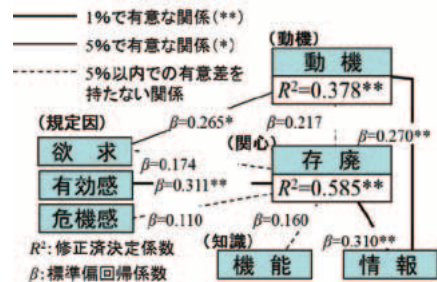 1%で有意な関係(**)
5%で有意な関係(*)
5%以内での有意差を
持たない関係
(動機)
動 機
R²=0.378**
(規定因)
β=0.265*
β=0.217
β=0.270**
欲 求
(関心)
β=0.174
存 廃
有効感
β=0.311**
R²=0.585**
危機感
β=0.110
β=0.160
β=0.310**
R²:修正済決定係数
(知識)
β:標準偏回帰係数
機 能
情 報